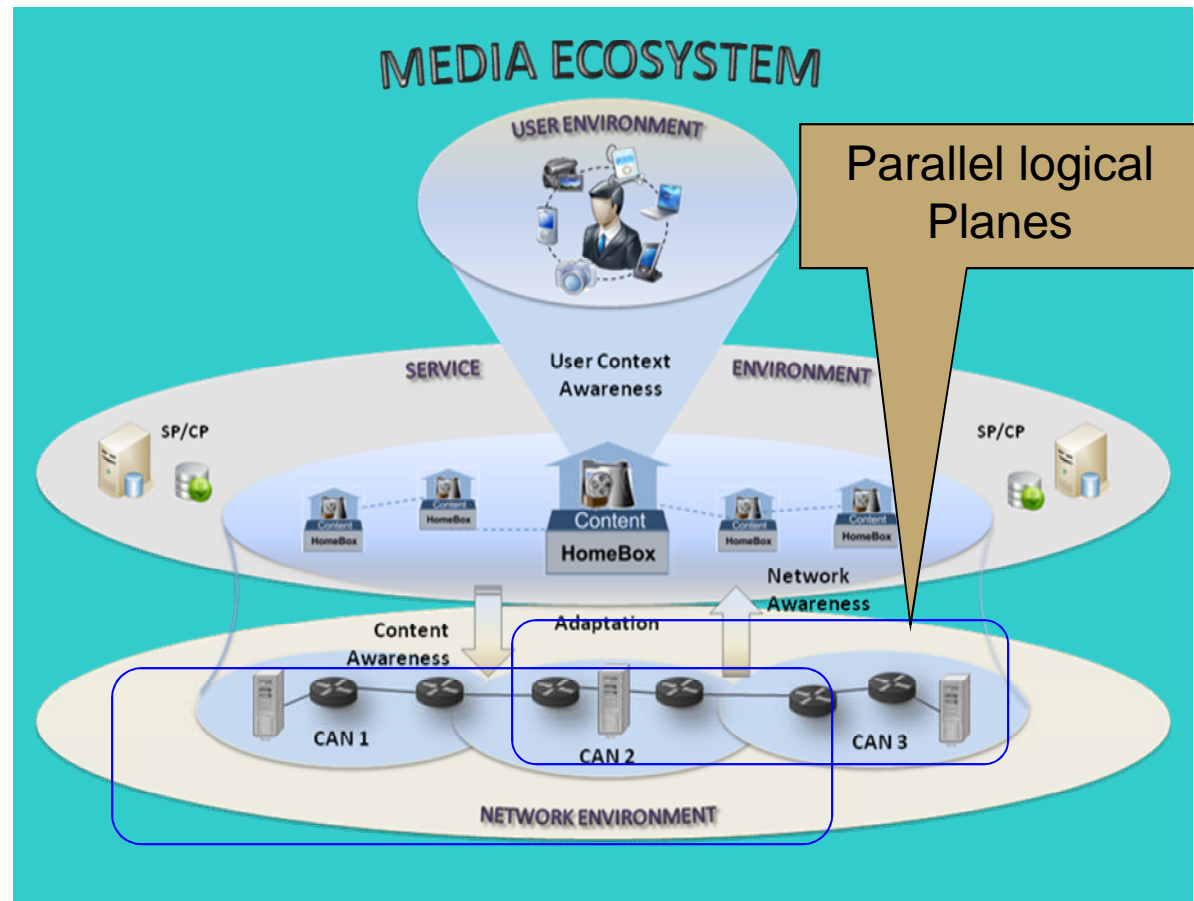 MEDIA ECOSYSTEM
USER ENVIRONMENT
Parallel logical
Planes
SERVICE
User Context
Awareness
ENVIRONMENT
SP/CP
SP/CP
Content
HomeBox
Content
HomeBox
Content
HomeBox
Content
HomeBox
Content
HomeBox
Content
Awareness
Adaptation
Network
Awareness
CAN 1
CAN 2
CAN 3
NETWORK ENVIRONMENT